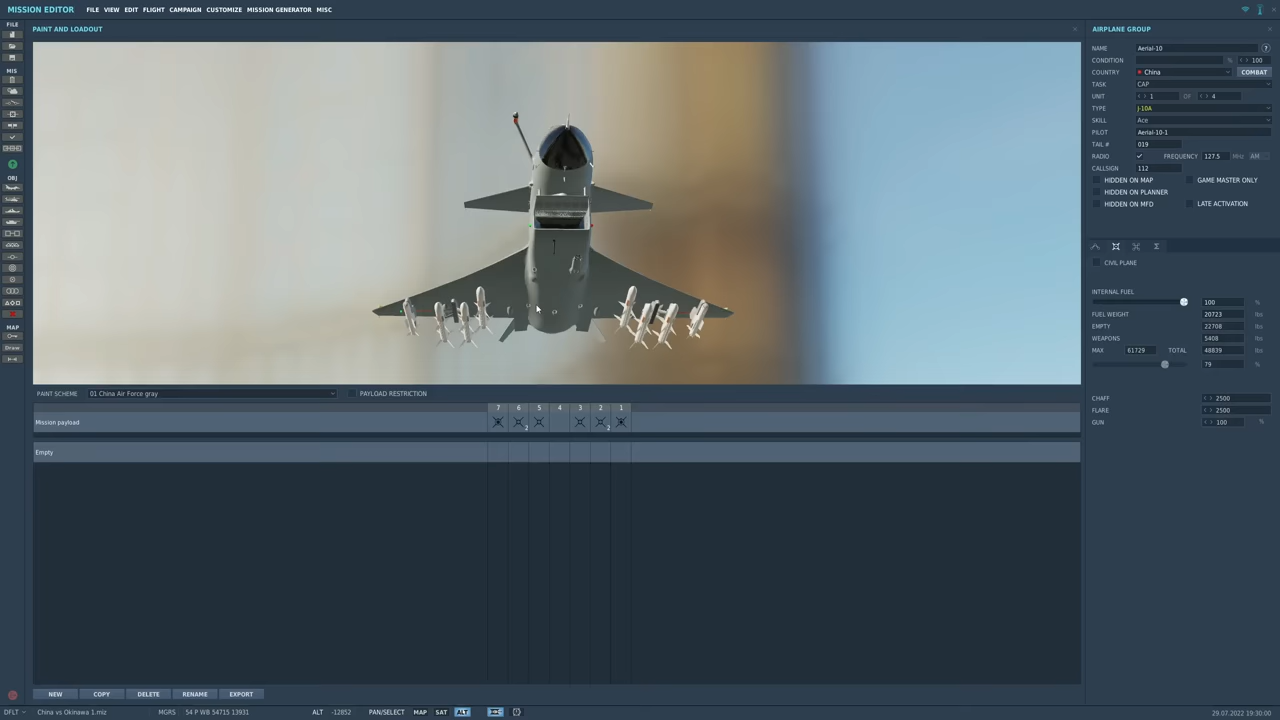 MISSION EDITOR FILE VIEW EDIT FLIGHT CAMPAIGN CUSTOMIZE MISSION GENERATOR MISC
FILE
MIS
OBJ
MAP
Draw
PAINT AND LOADOUT
PAINT SCHEME 01 China Air Force gray PAYLOAD RESTRICTION
7 6 5 4 3 2 1
Mission payload 2 2
Empty
NEW COPY DELETE RENAME EXPORT
AIRPLANE GROUP
NAME Aerial-10 ?
CONDITION % 100
COUNTRY China COMBAT
TASK CAP
UNIT 1 OF 4
TYPE J-10A
SKILL Ace
PILOT Aerial-10-1
TAIL # 019
RADIO FREQUENCY 127.5 MHz AM
CALLSIGN 112
HIDDEN ON MAP GAME MASTER ONLY
HIDDEN ON PLANNER
HIDDEN ON MFD LATE ACTIVATION
CIVIL PLANE
INTERNAL FUEL 100 %
FUEL WEIGHT 20723 lbs
EMPTY 22708 lbs
WEAPONS 5408 lbs
MAX 61729 TOTAL 48839 lbs
79 %
CHAFF 2500
FLARE 2500
GUN 100 %
DFLT China vs Okinawa 1.miz MGRS 54 P WB 54715 13931 ALT -12852 PAN/SELECT MAP SAT ALT 29.07.2022 19:30:00